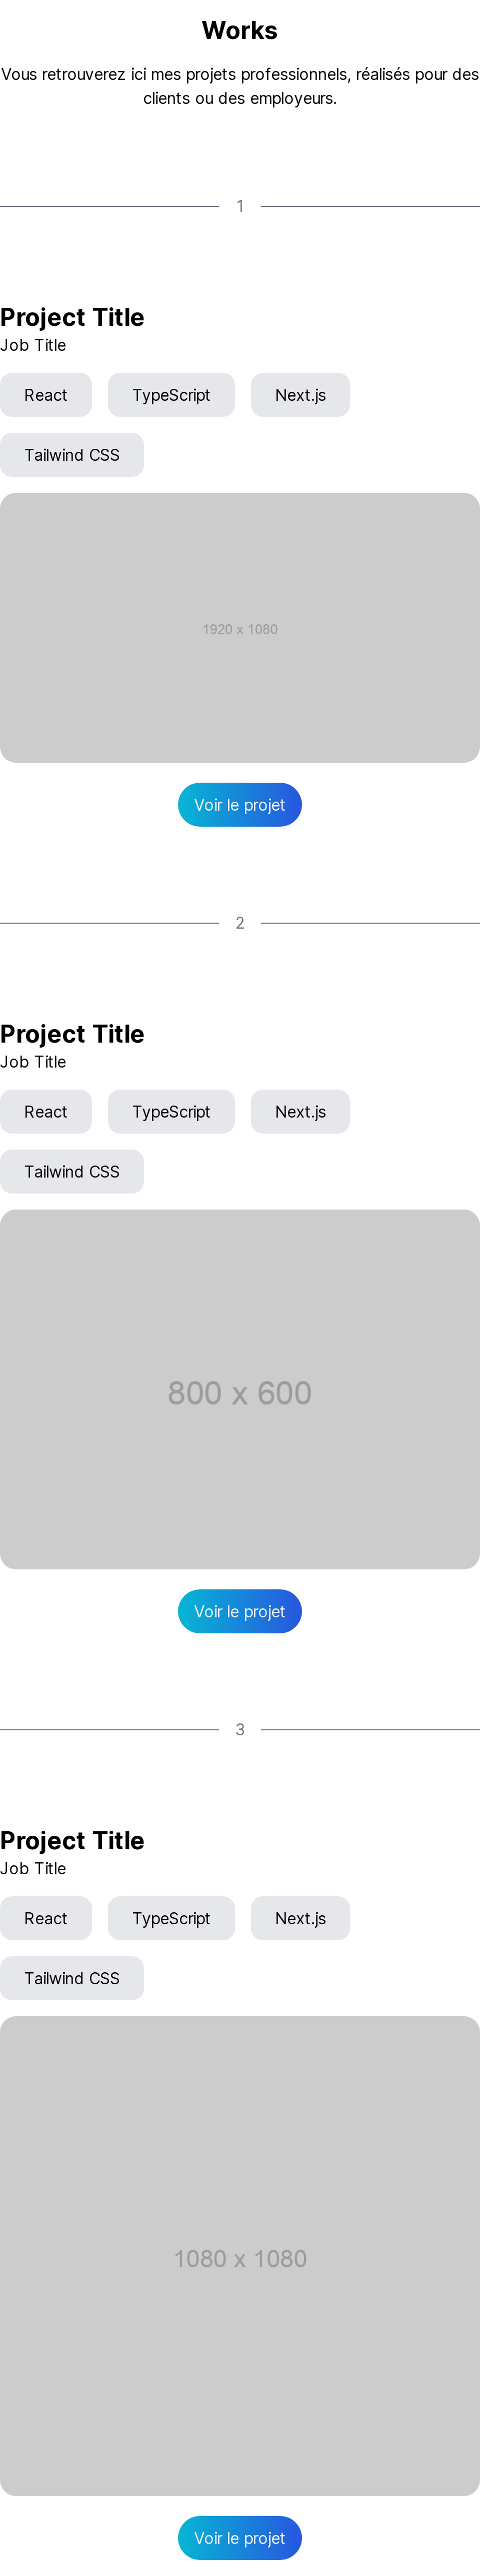 Works
Vous retrouverez ici mes projets professionnels, réalisés pour des
clients ou des employeurs.
1
Project Title
Job Title
React TypeScript Next.js
Tailwind CSS
1920 x 1080
Voir le projet
2
Project Title
Job Title
React TypeScript Next.js
Tailwind CSS
800 x 600
Voir le projet
3
Project Title
Job Title
React TypeScript Next.js
Tailwind CSS
1080 x 1080
Voir le projet